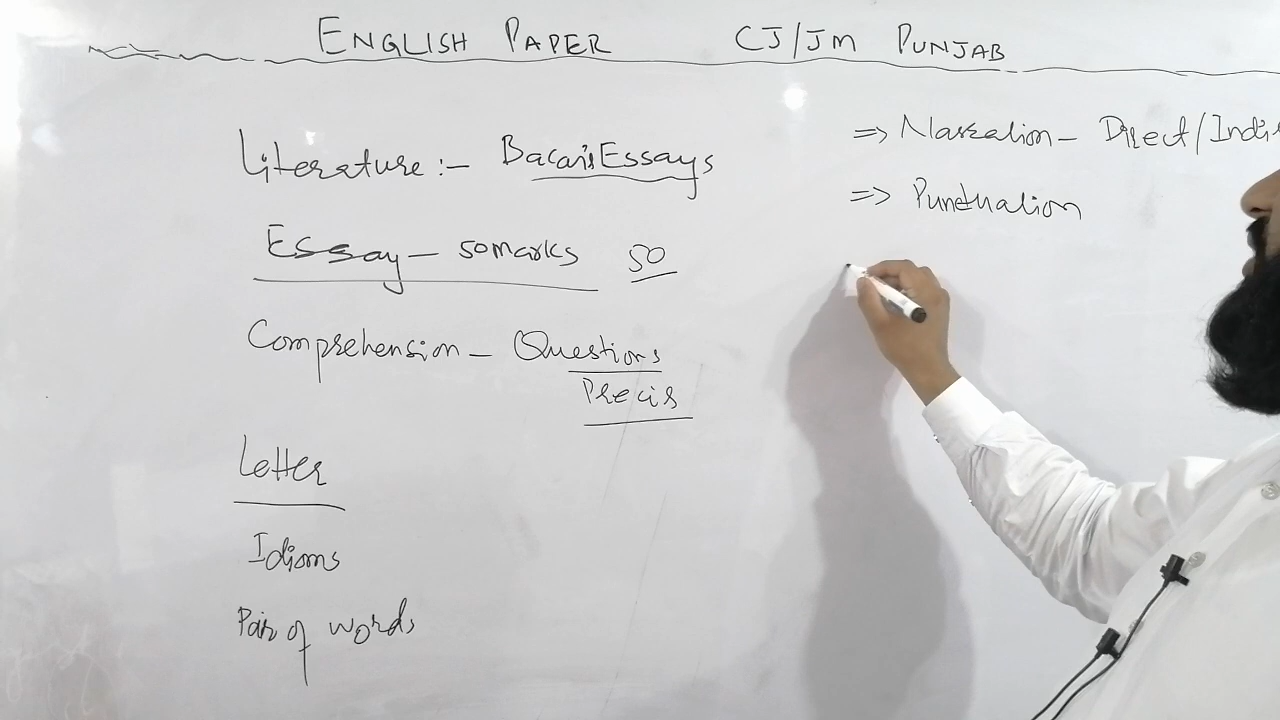 ENGLISH PAPER CJ/JM PUNJAB
Literature :- Bacon's Essays
Essay - 50 marks 50
Comprehension - Questions
Precis
Letter
Idioms
Pair of words
=> Narration - Direct/Indi
=> Punctuation